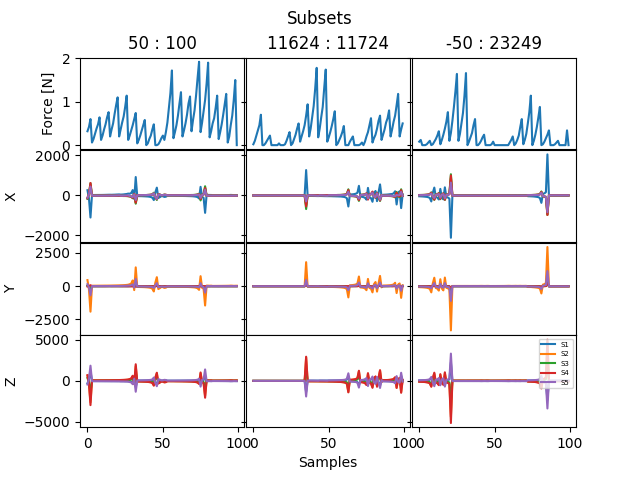 Subsets
50 : 100
11624 : 11724
-50 : 23249
Force [N]
2
1
0
X
2000
0
−2000
Y
2500
0
−2500
Z
5000
0
−5000
S1
S2
S3
S4
S5
0
50
100
0
50
100
0
50
100
Samples